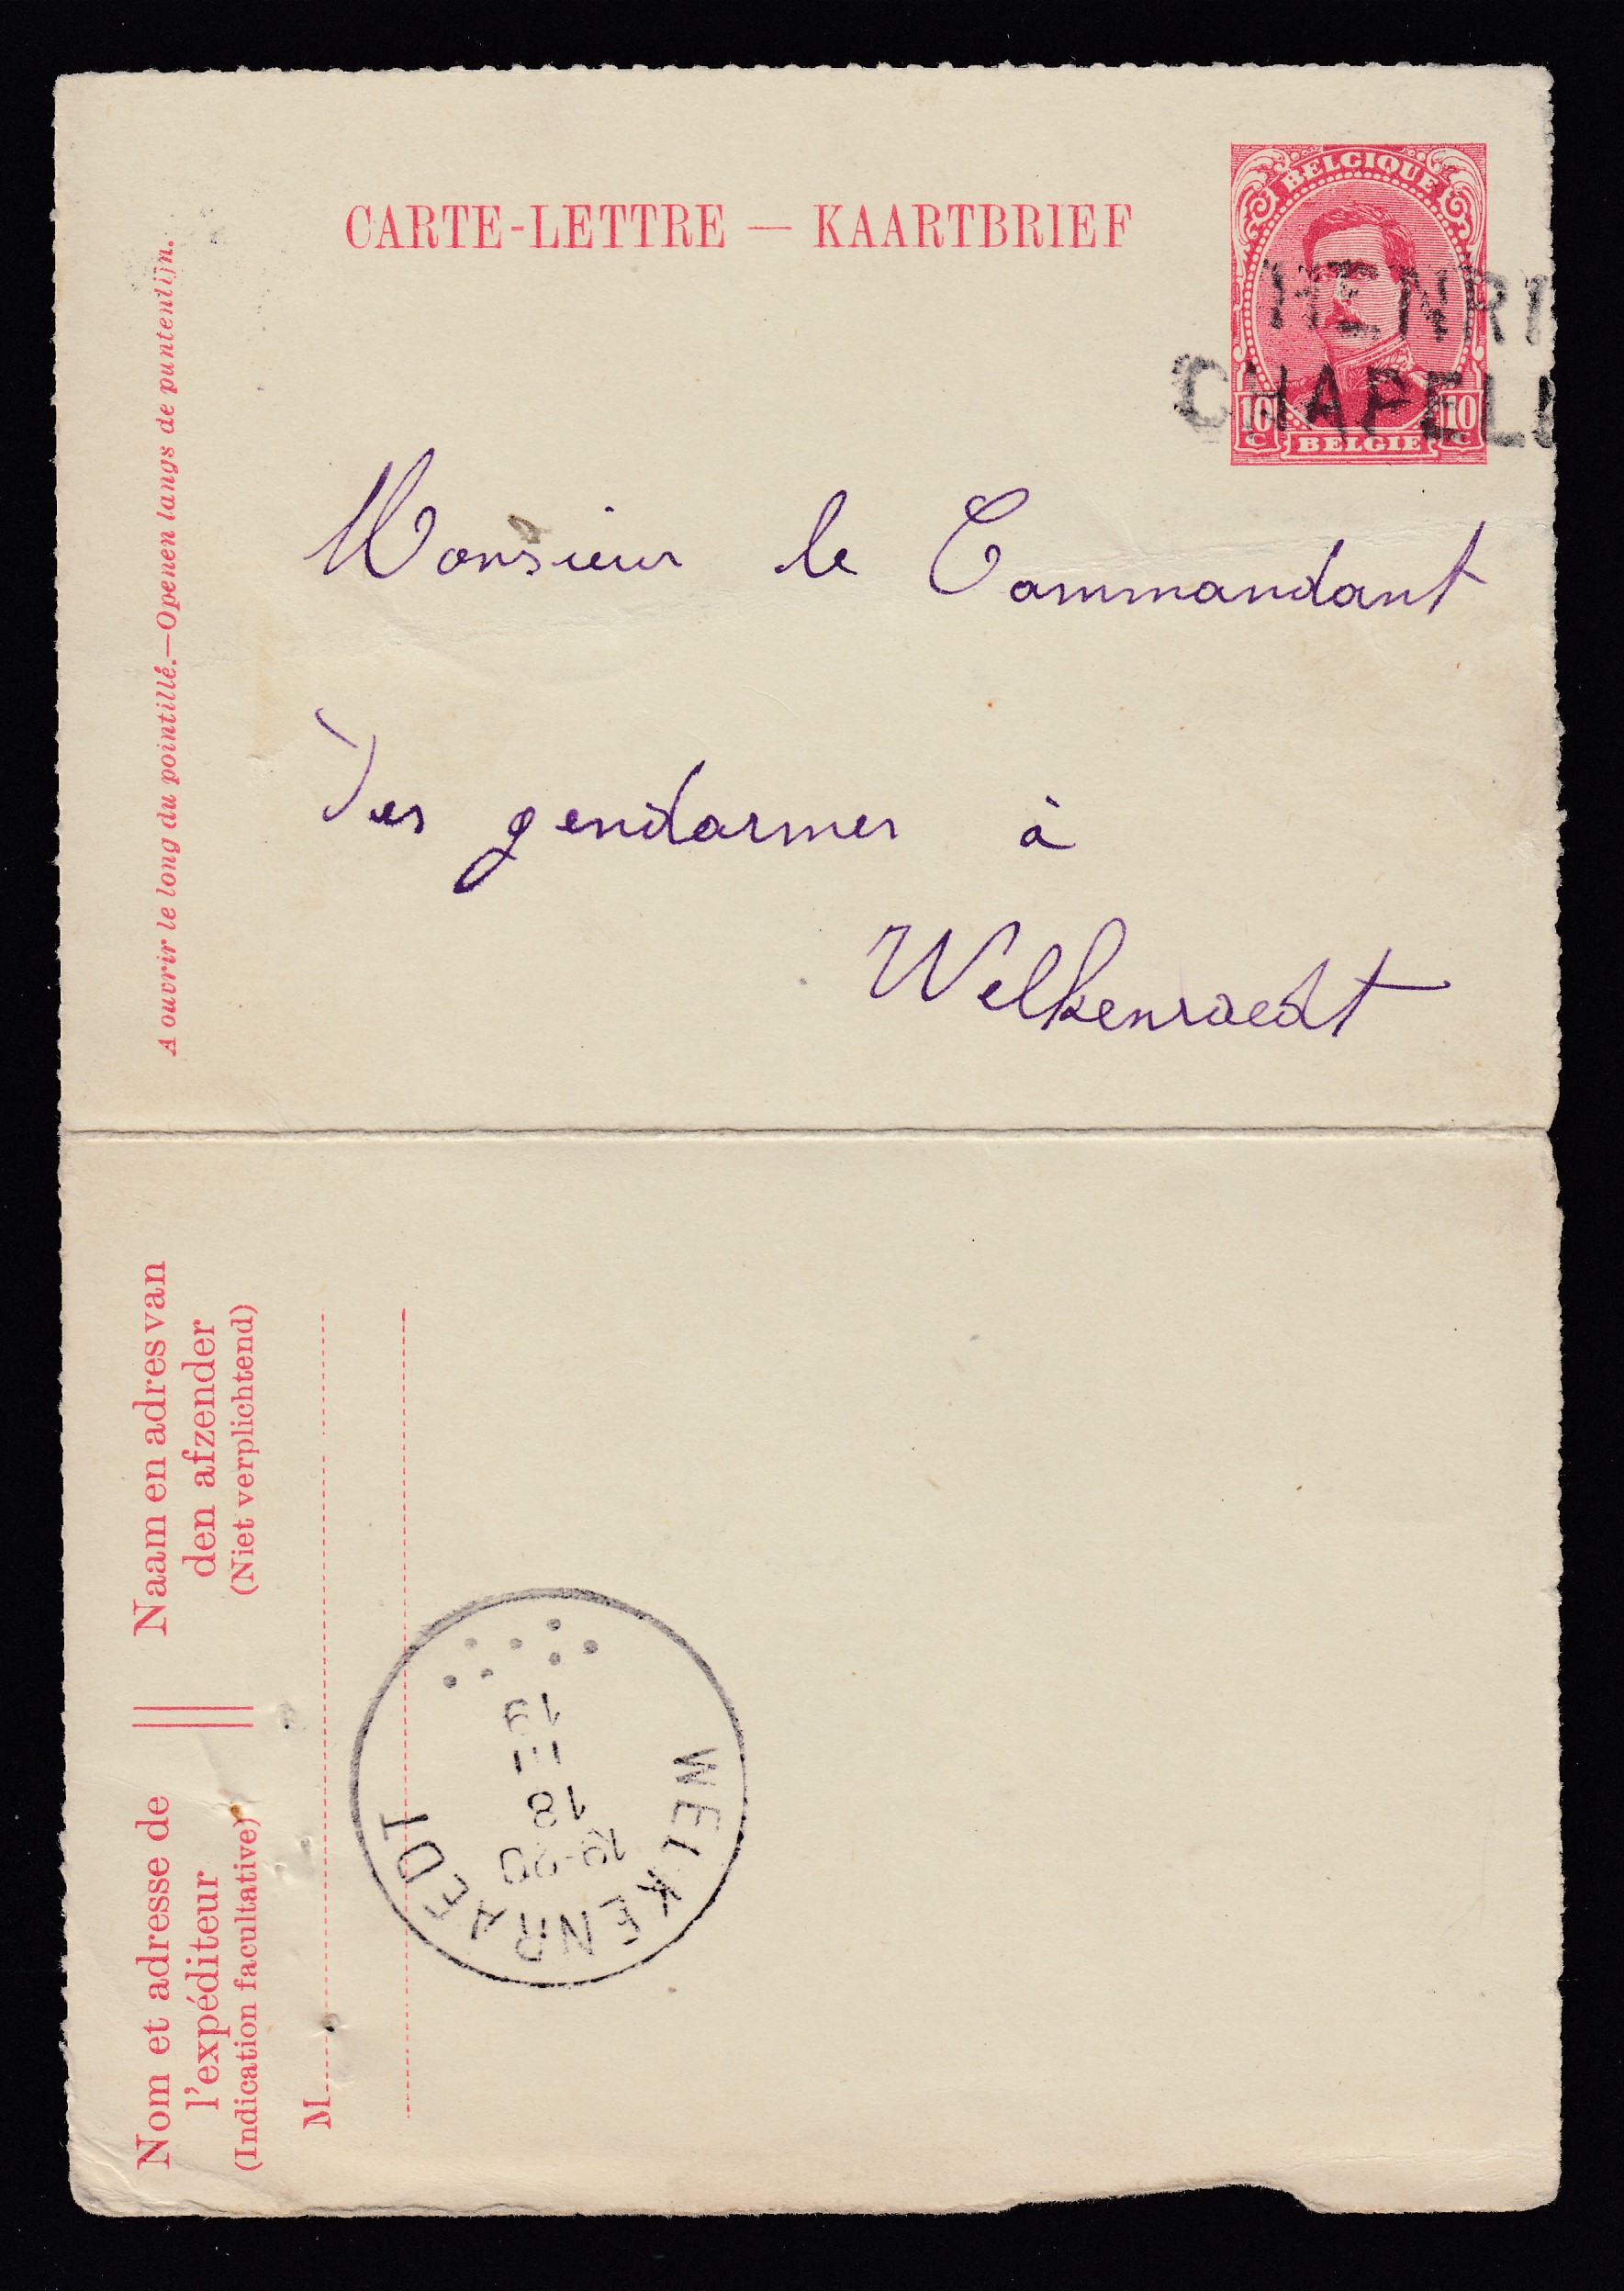 CARTE-LETTRE — KAARTBRIEF
BELGIQUE
10 C
10 C
BELGIE
HENRI
CHAPELL
A ouvrir le long du pointillé.—Openen langs de puntenlijn.
Monsieur le Commandant
des gendarmes à
Welkenraedt
Nom et adresse de
l'expéditeur
(Indication facultative)
Naam en adres van
den afzender
(Niet verplichtend)
M
WELKENRAEDT
19-20
18
III
19